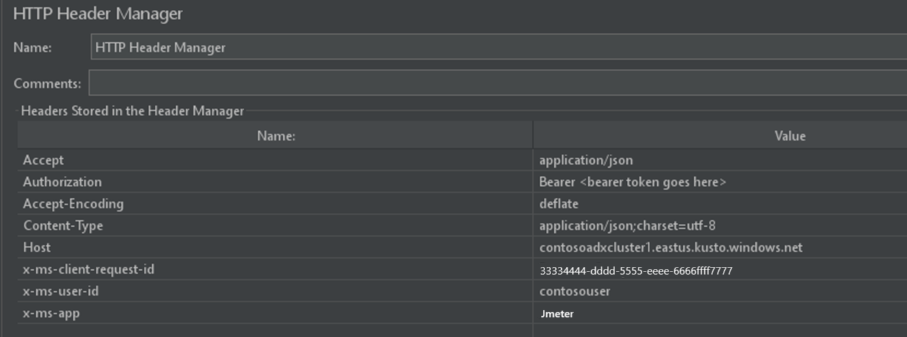 HTTP Header Manager
Name: HTTP Header Manager
Comments:
Headers Stored in the Header Manager
Name: Value
Accept application/json
Authorization Bearer <bearer token goes here>
Accept-Encoding deflate
Content-Type application/json;charset=utf-8
Host contosoadxcluster1.eastus.kusto.windows.net
x-ms-client-request-id 33334444-dddd-5555-eeee-6666ffff7777
x-ms-user-id contosouser
x-ms-app Jmeter